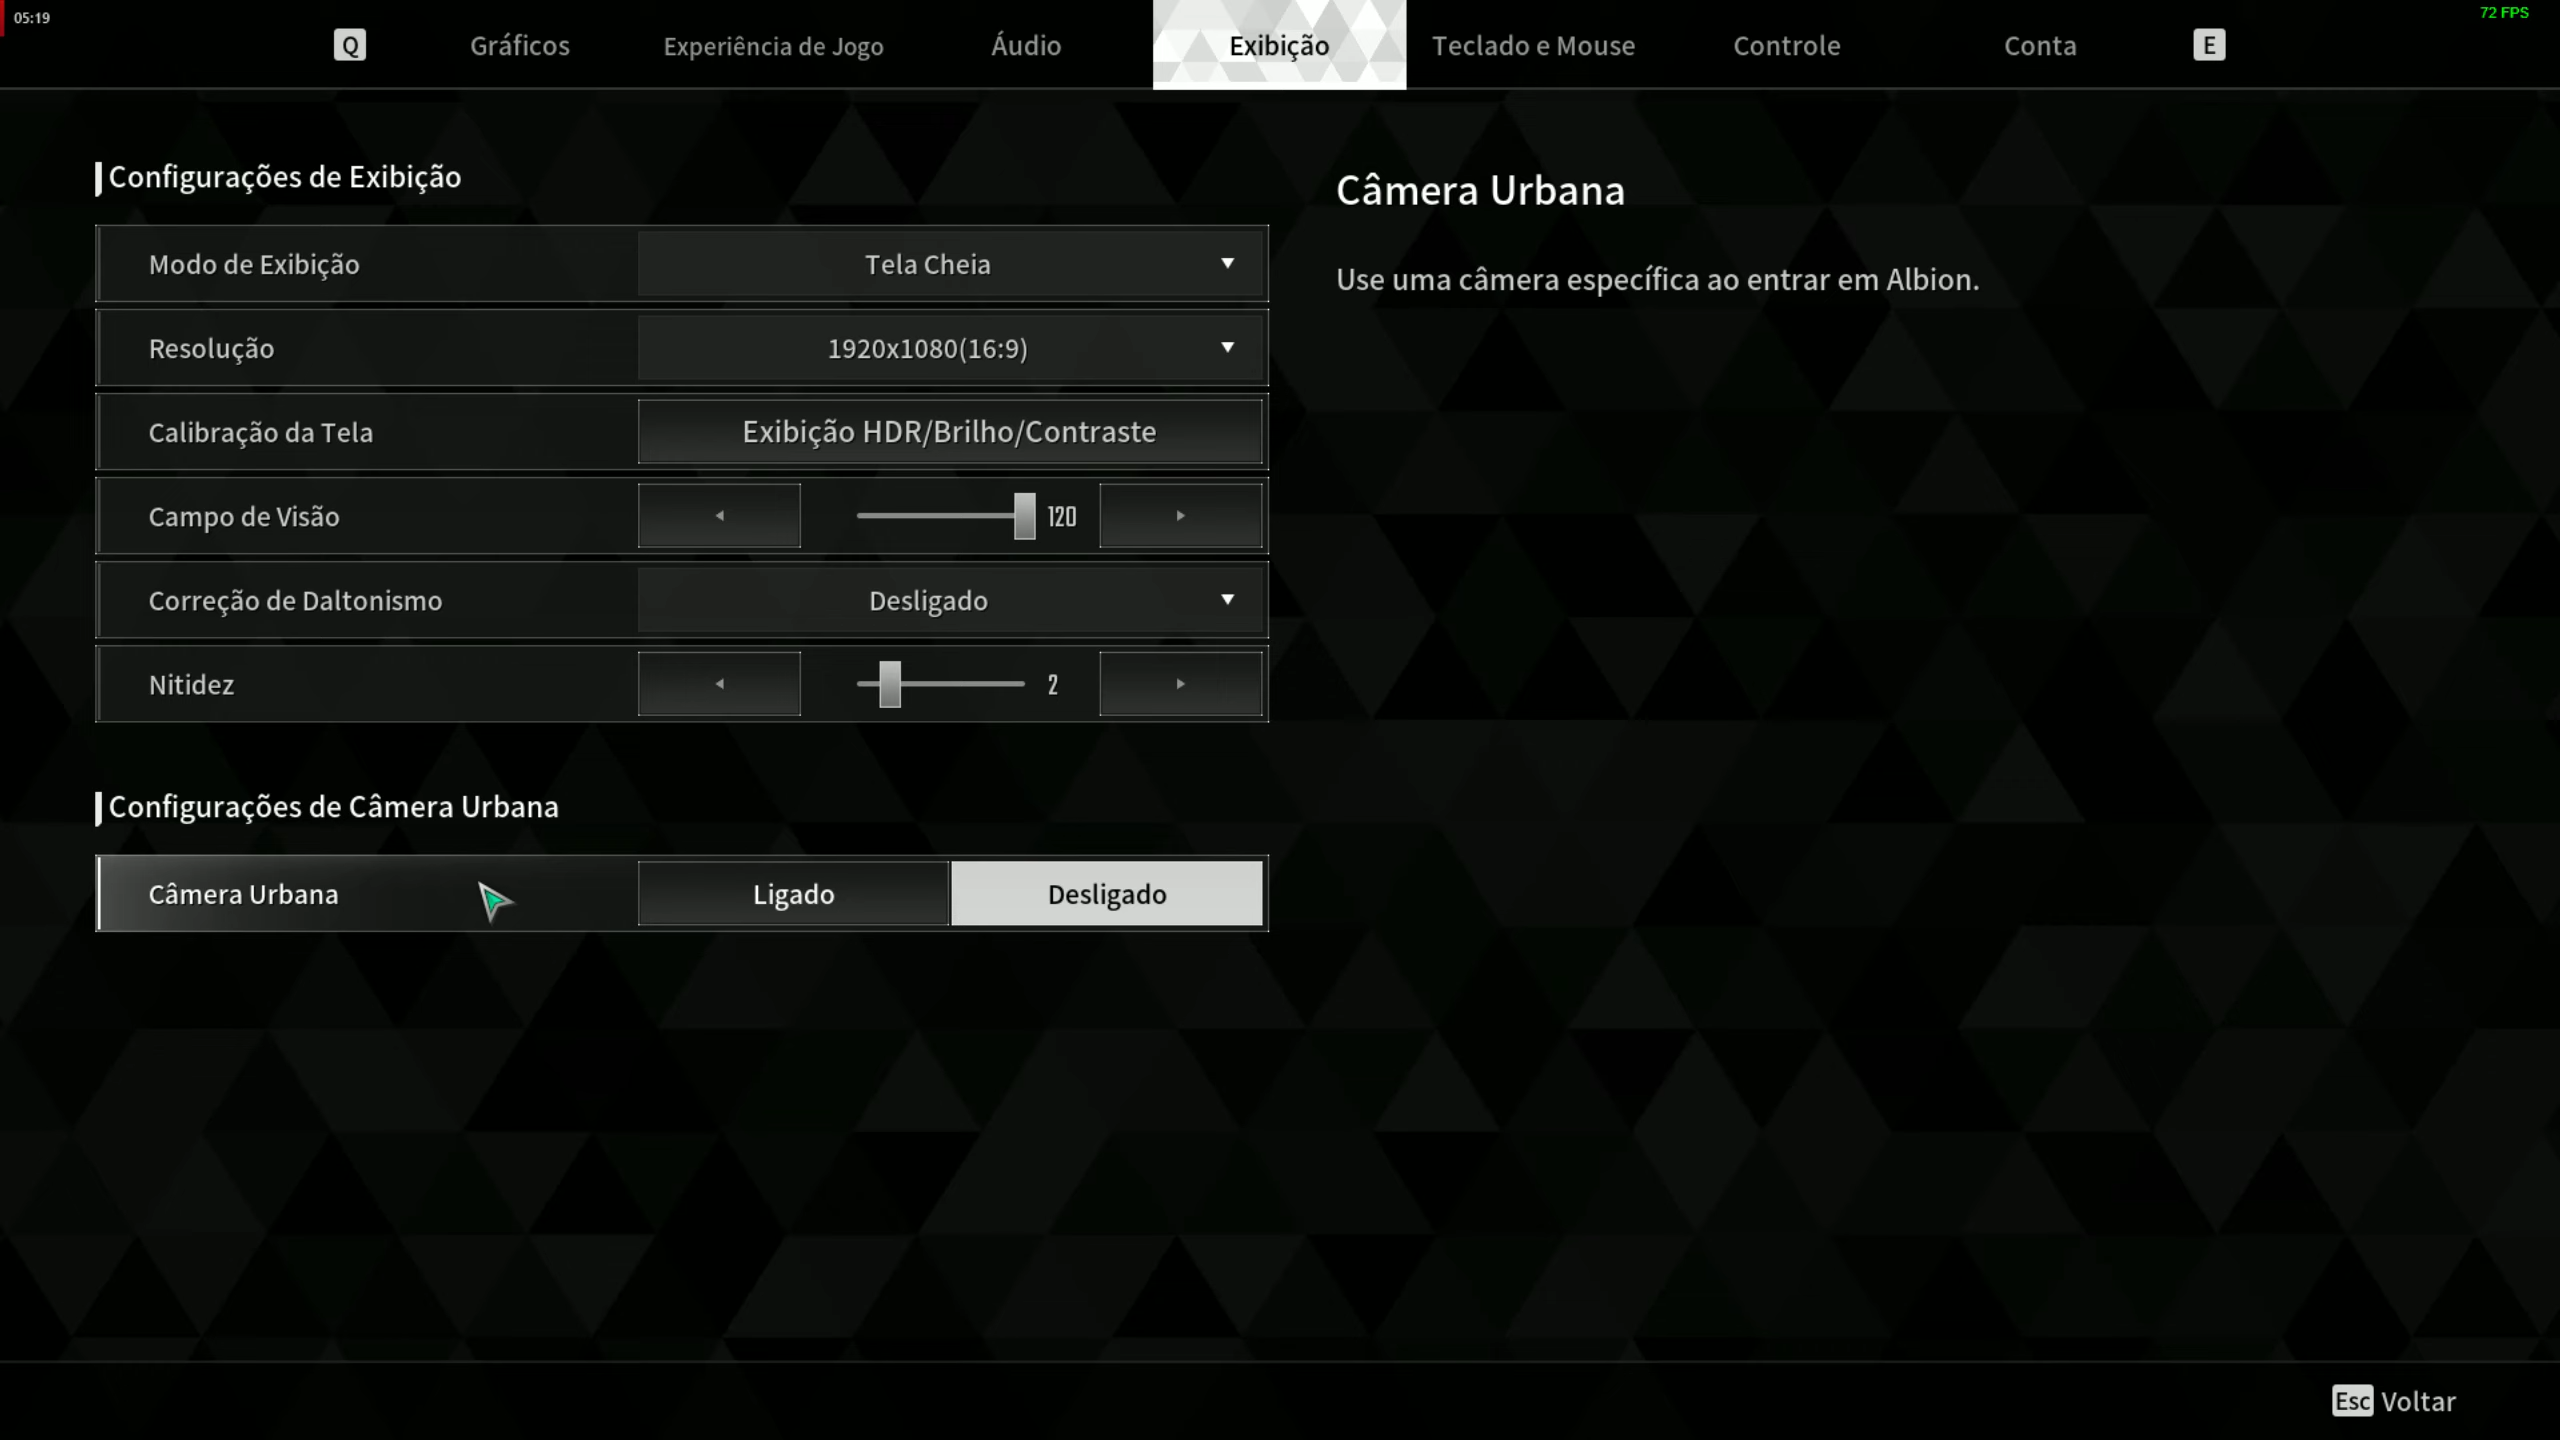 05:19
72 FPS
Q Gráficos Experiência de Jogo Áudio Exibição Teclado e Mouse Controle Conta E
Configurações de Exibição
Modo de Exibição Tela Cheia
Resolução 1920x1080(16:9)
Calibração da Tela Exibição HDR/Brilho/Contraste
Campo de Visão 120
Correção de Daltonismo Desligado
Nitidez 2
Configurações de Câmera Urbana
Câmera Urbana Ligado Desligado
Câmera Urbana
Use uma câmera específica ao entrar em Albion.
Esc Voltar